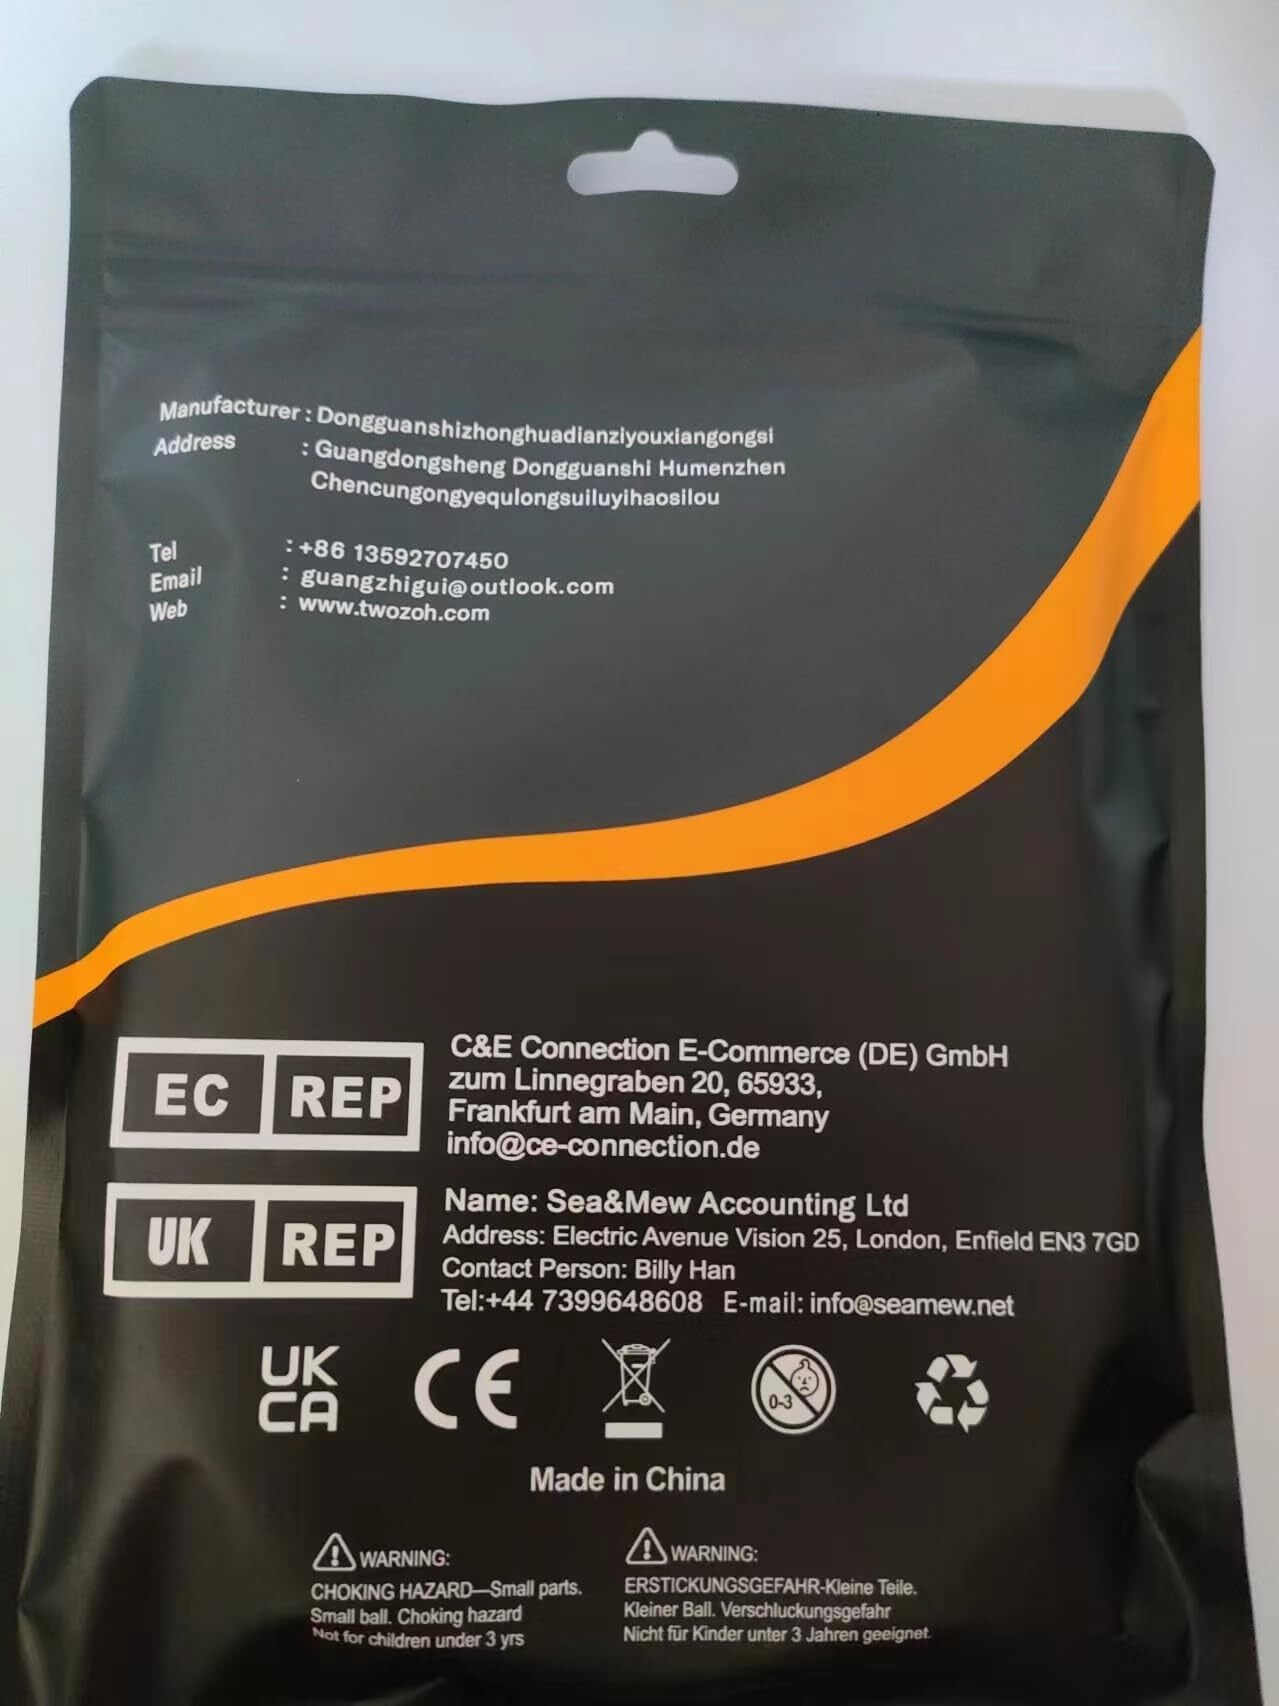 Manufacturer : Dongguanshizhonghuadianziyouxiangongsi
Address : Guangdongsheng Dongguanshi Humenzhen
Chencungongyequlongsuiluyihaosilou
Tel : +86 13592707450
Email : guangzhigui@outlook.com
Web : www.twozoh.com
EC REP
C&E Connection E-Commerce (DE) GmbH
zum Linnegraben 20, 65933,
Frankfurt am Main, Germany
info@ce-connection.de
UK REP
Name: Sea&Mew Accounting Ltd
Address: Electric Avenue Vision 25, London, Enfield EN3 7GD
Contact Person: Billy Han
Tel:+44 7399648608 E-mail: info@seamew.net
UK
CA
CE
0-3
Made in China
WARNING:
CHOKING HAZARD—Small parts.
Small ball. Choking hazard
Not for children under 3 yrs
WARNING:
ERSTICKUNGSGEFAHR-Kleine Teile.
Kleiner Ball. Verschluckungsgefahr
Nicht für Kinder unter 3 Jahren geeignet.